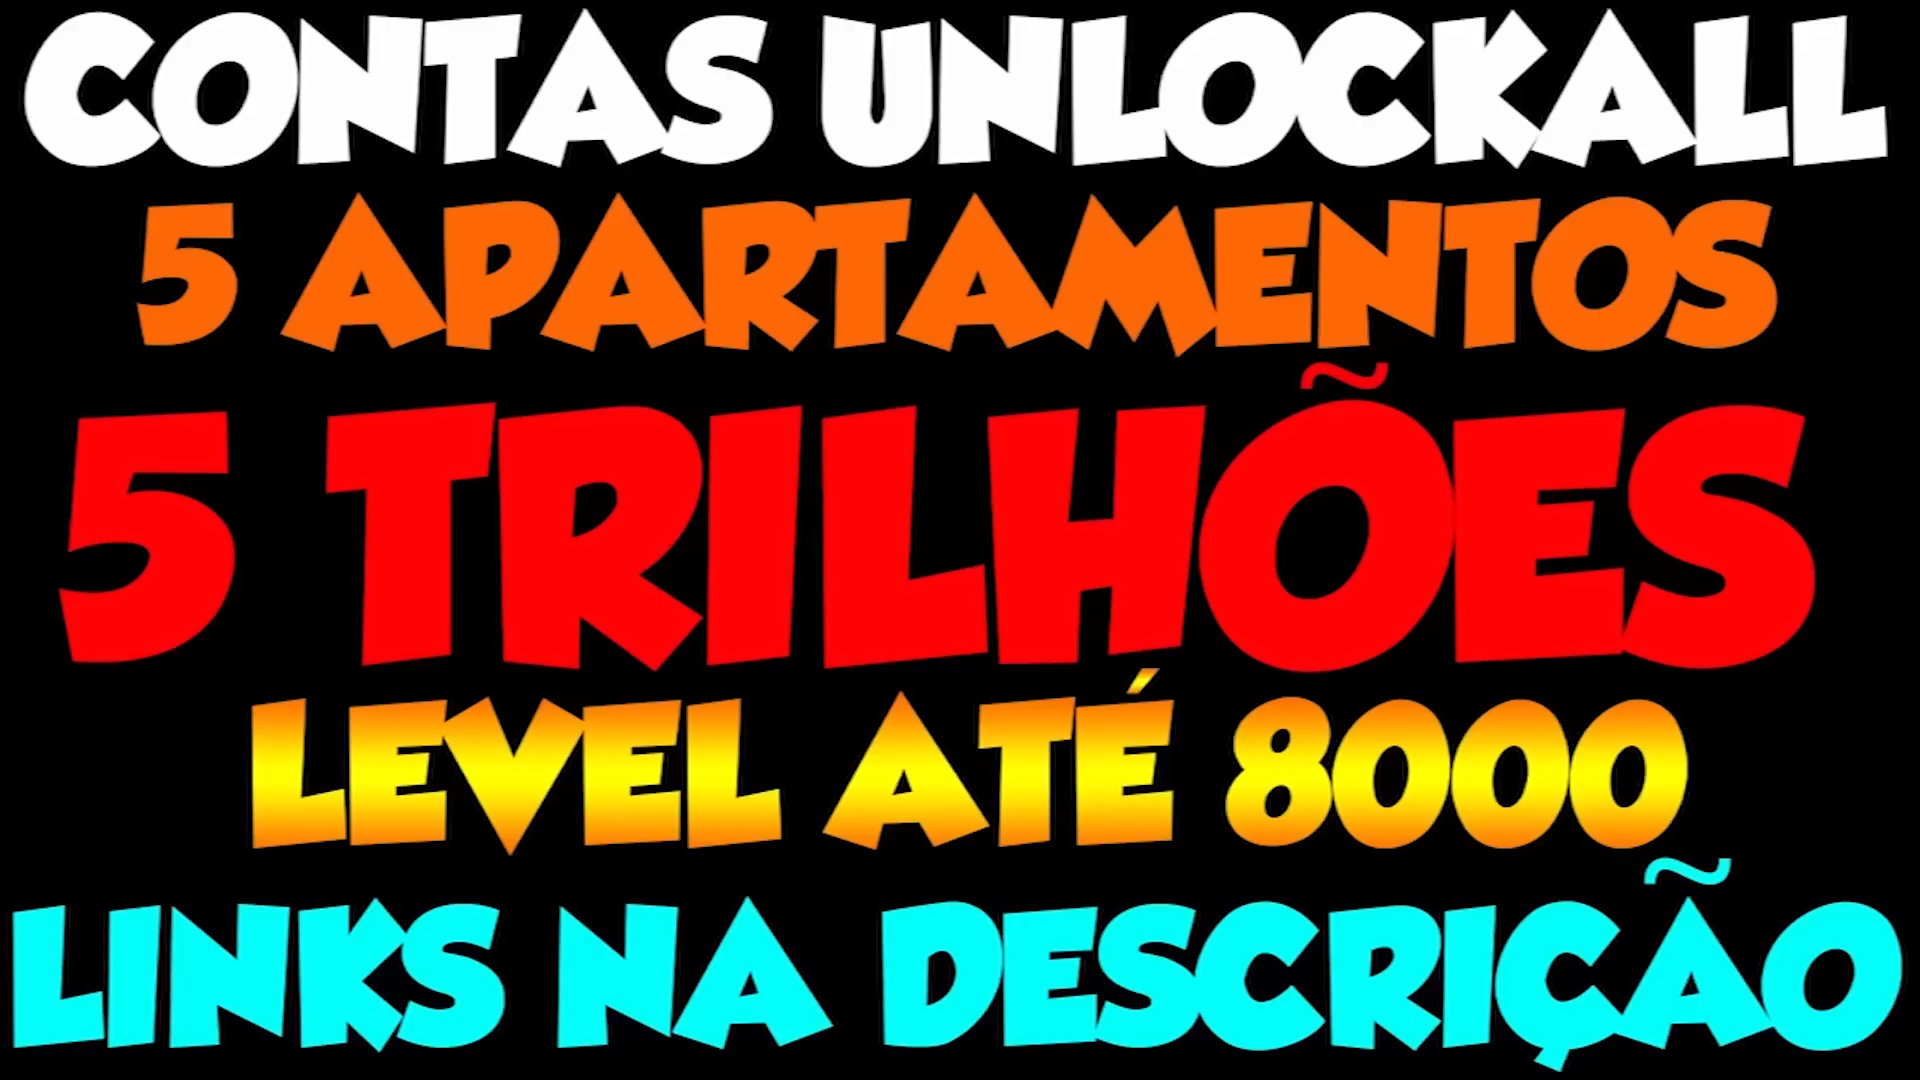 CONTAS UNLOCKALL
5 APARTAMENTOS
5 TRILHÕES
LEVEL ATÉ 8000
LINKS NA DESCRIÇÃO